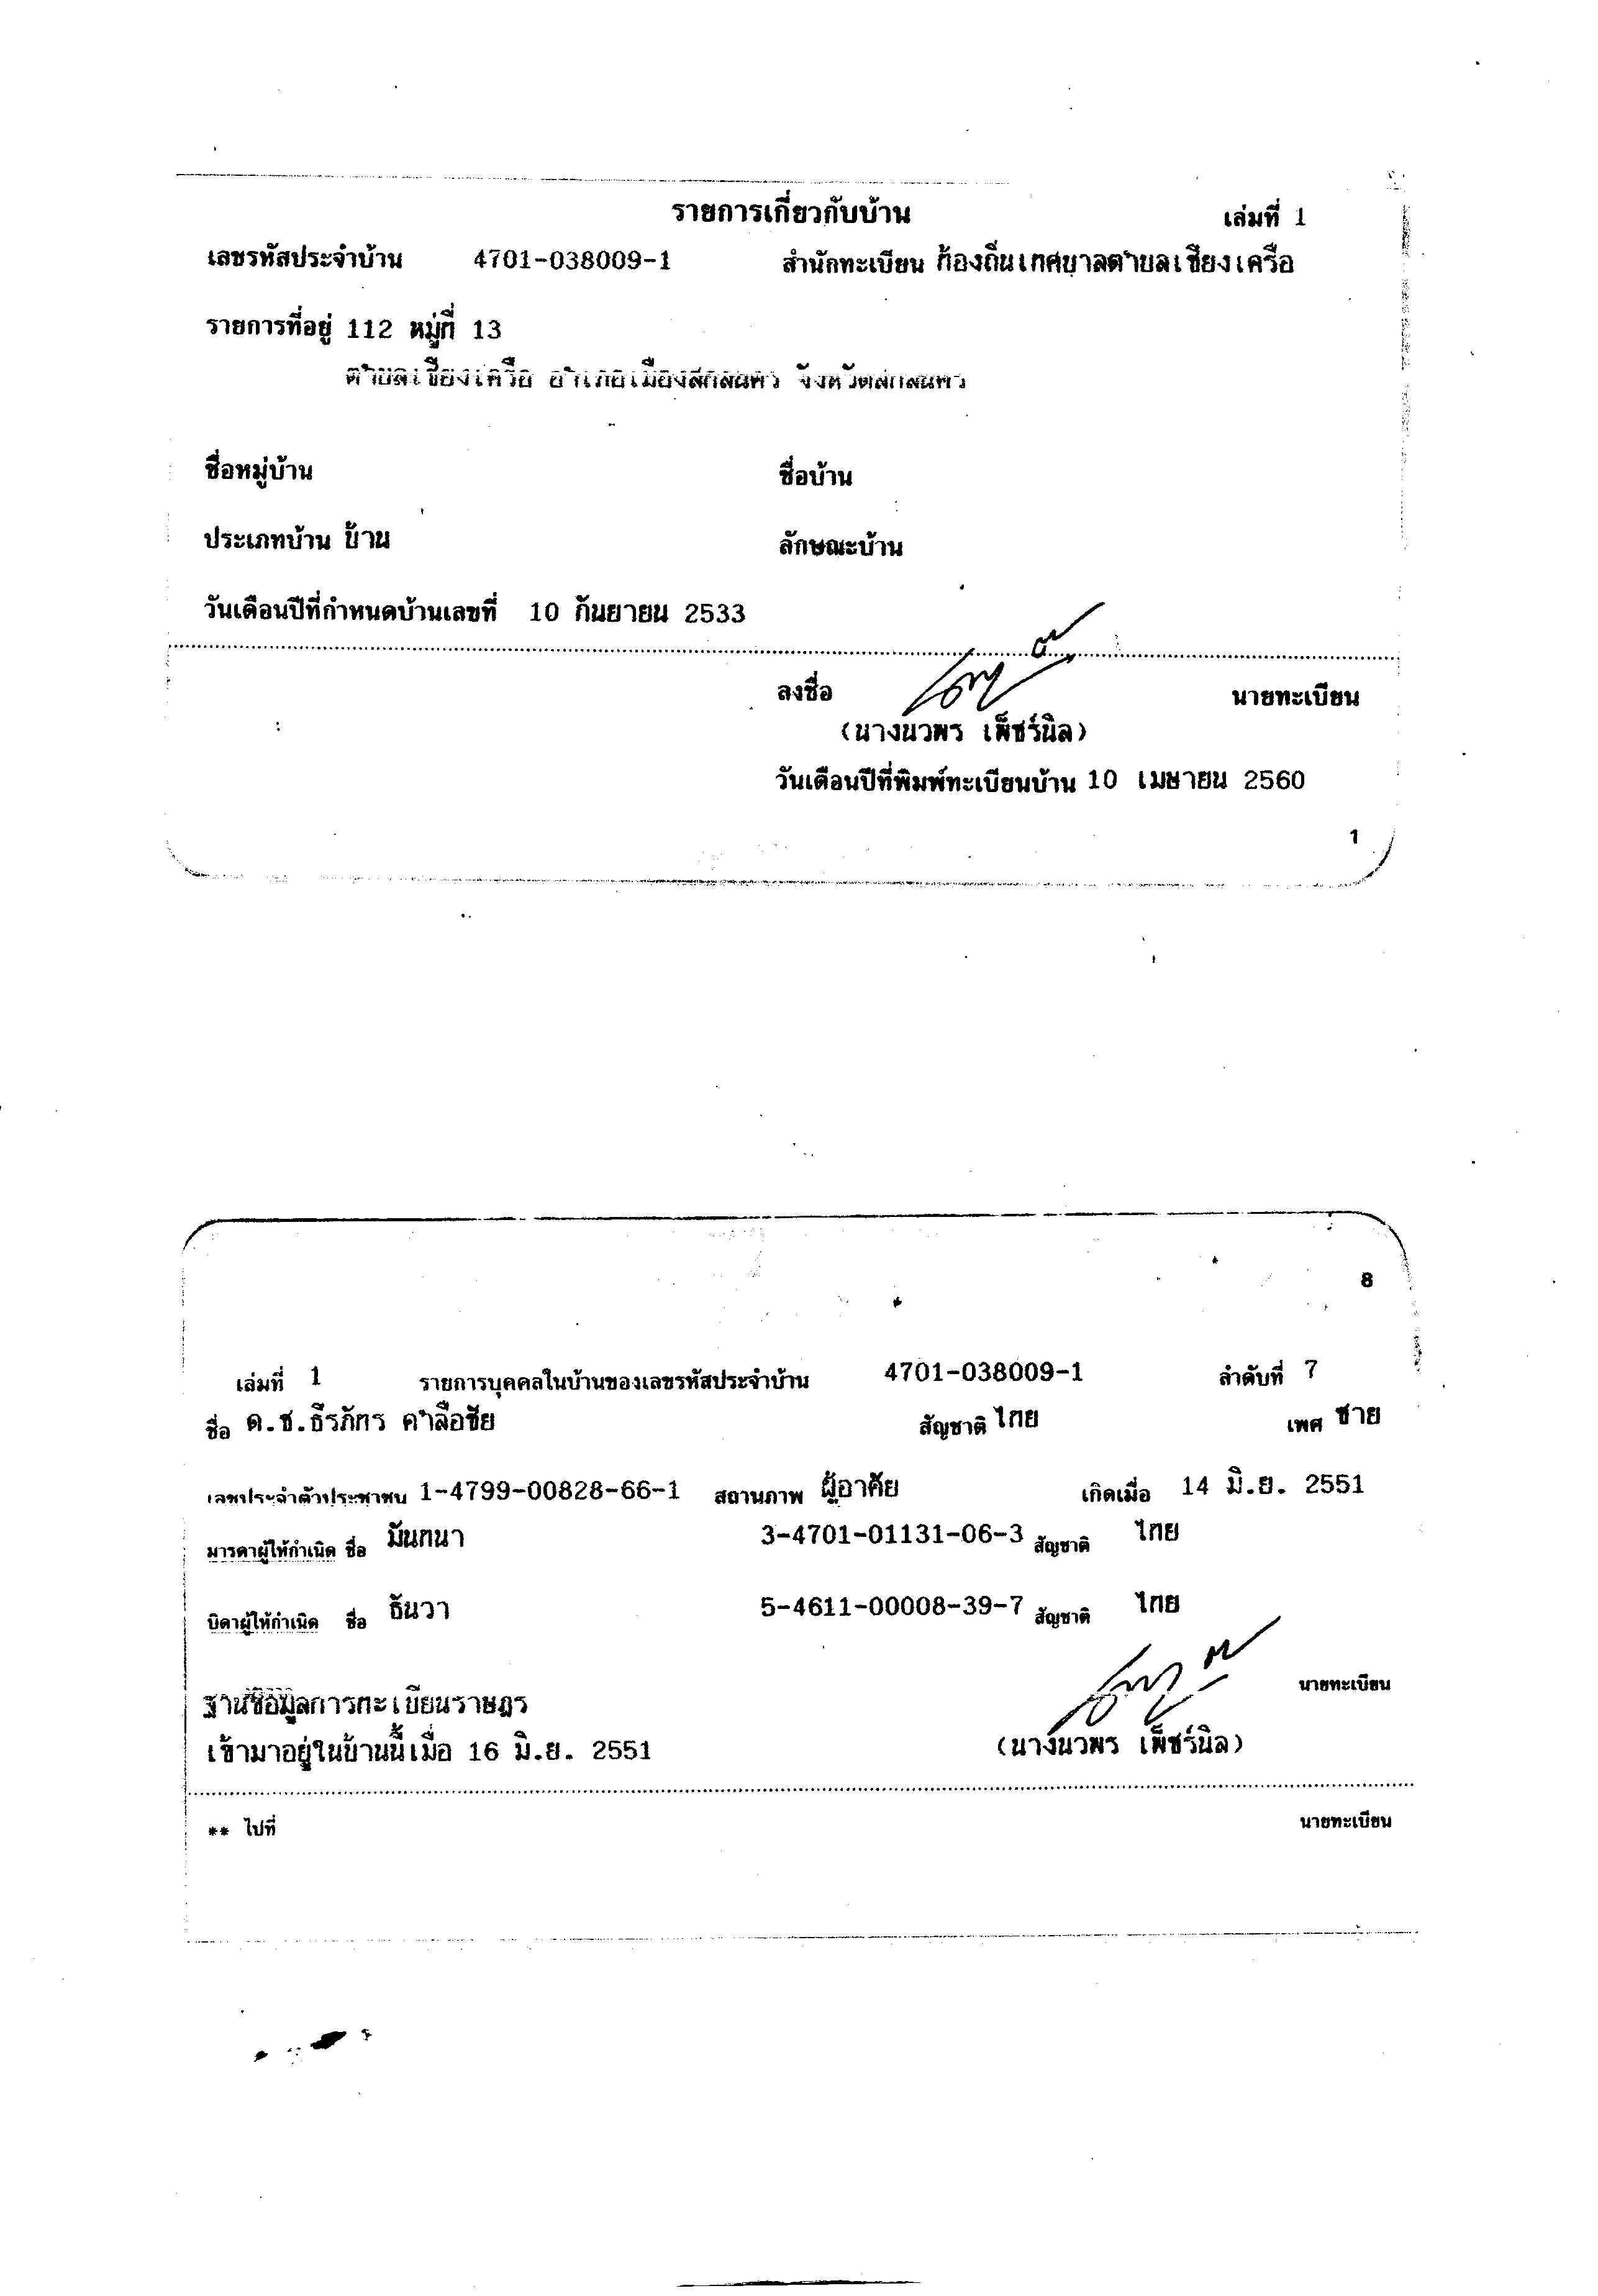 รายการเกี่ยวกับบ้าน เล่มที่ 1
เลขรหัสประจำบ้าน 4701-038009-1 สำนักทะเบียน ท้องถิ่นเทศบาลตำบลเชียงเครือ
รายการที่อยู่ 112 หมู่ที่ 13
ตำบลเชียงเครือ อำเภอเมืองสกลนคร จังหวัดสกลนคร
ชื่อหมู่บ้าน ชื่อบ้าน
ประเภทบ้าน บ้าน ลักษณะบ้าน
วันเดือนปีที่กำหนดบ้านเลขที่ 10 กันยายน 2533
ลงชื่อ นายทะเบียน
(นางนวพร เพ็ชร์นิล)
วันเดือนปีที่พิมพ์ทะเบียนบ้าน 10 เมษายน 2560
1
8
เล่มที่ 1 รายการบุคคลในบ้านของเลขรหัสประจำบ้าน 4701-038009-1 ลำดับที่ 7
ชื่อ ด.ช.ธีรภัทร คำลือชัย สัญชาติ ไทย เพศ ชาย
เลขประจำตัวประชาชน 1-4799-00828-66-1 สถานภาพ ผู้อาศัย เกิดเมื่อ 14 มิ.ย. 2551
มารดาผู้ให้กำเนิด ชื่อ มันทนา 3-4701-01131-06-3 สัญชาติ ไทย
บิดาผู้ให้กำเนิด ชื่อ ธันวา 5-4611-00008-39-7 สัญชาติ ไทย
นายทะเบียน
ฐานข้อมูลการทะเบียนราษฎร
เข้ามาอยู่ในบ้านนี้เมื่อ 16 มิ.ย. 2551 (นางนวพร เพ็ชร์นิล)
** ไปที่ นายทะเบียน